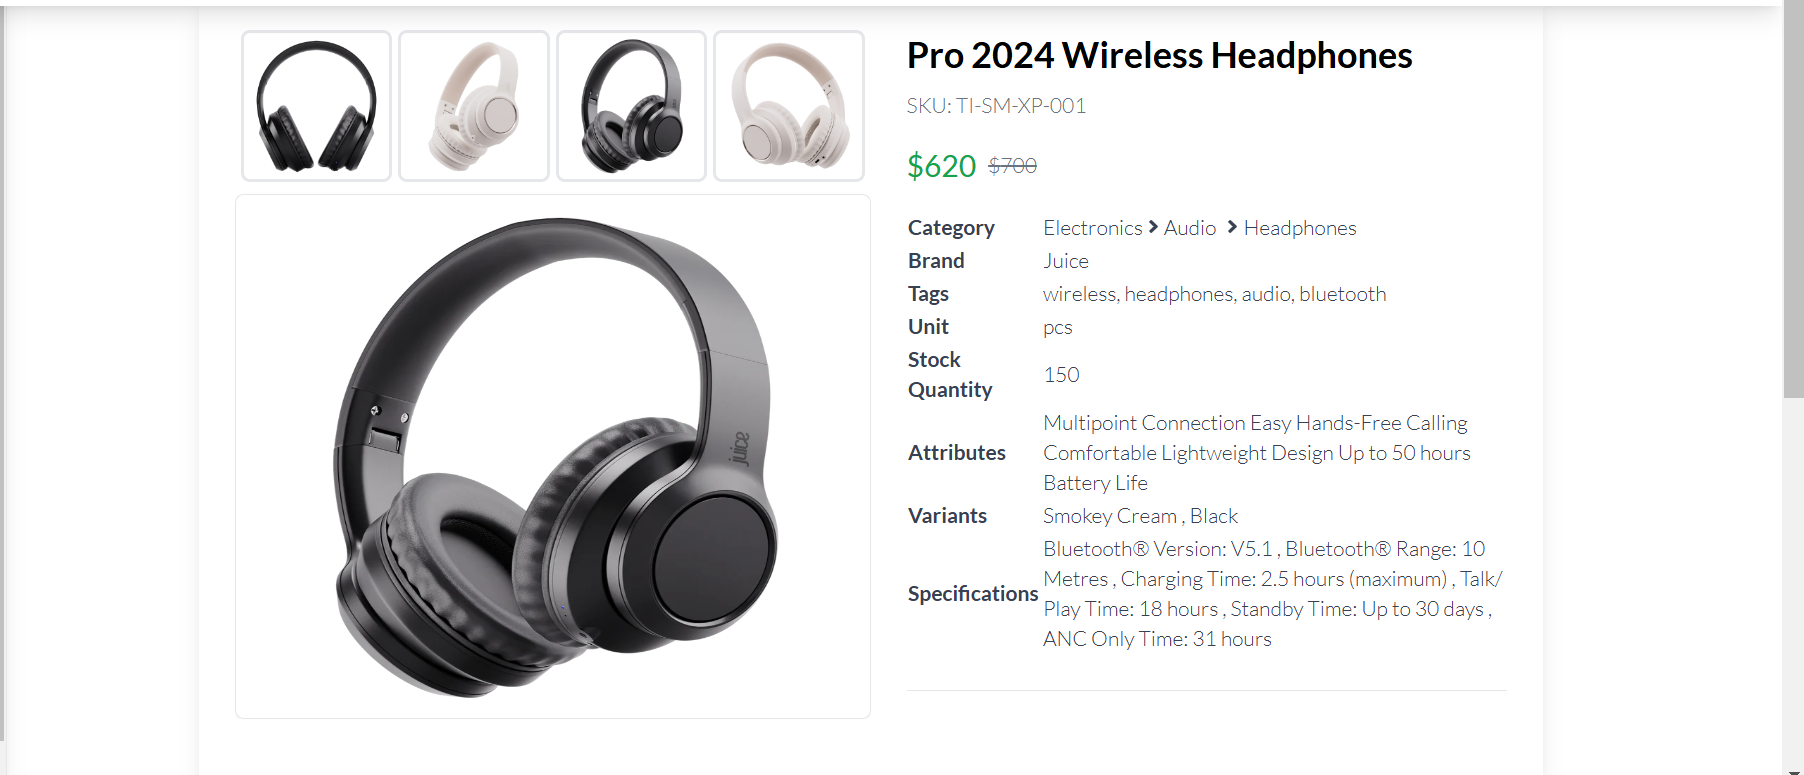 Pro 2024 Wireless Headphones
SKU: TI-SM-XP-001
$620 $700
Category Electronics Audio Headphones
Brand Juice
Tags wireless, headphones, audio, bluetooth
Unit pcs
Stock Quantity 150
Attributes Multipoint Connection Easy Hands-Free Calling
Comfortable Lightweight Design Up to 50 hours
Battery Life
Variants Smokey Cream , Black
Specifications Bluetooth® Version: V5.1 , Bluetooth® Range: 10
Metres , Charging Time: 2.5 hours (maximum) , Talk/
Play Time: 18 hours , Standby Time: Up to 30 days ,
ANC Only Time: 31 hours
juice